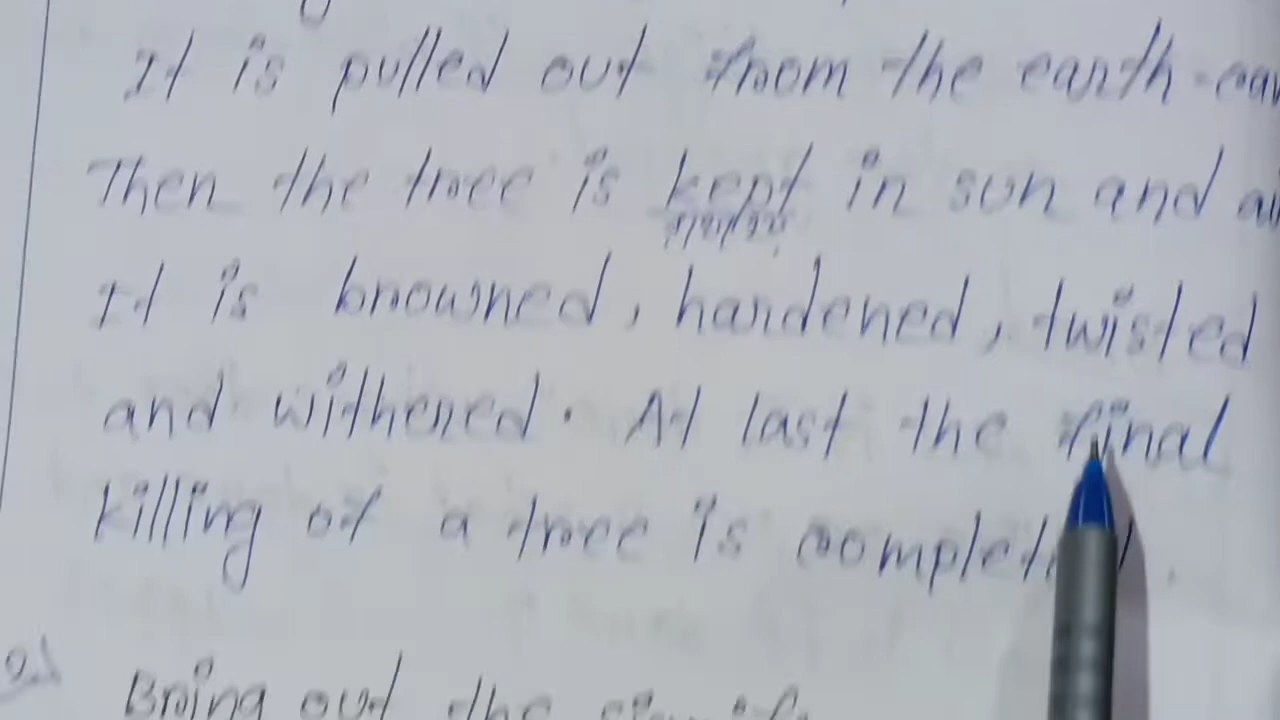 It is pulled out from the earth-
Then the tree is kept in sun and
It is browned, hardened, twisted
and withered. At last the final
killing of a tree is
Bring out the